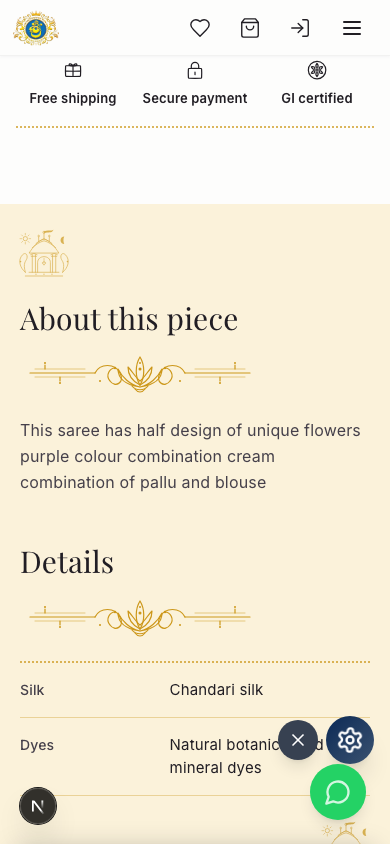 Free shipping
Secure payment
GI certified
About this piece
This saree has half design of unique flowers
purple colour combination cream
combination of pallu and blouse
Details
Silk
Chandari silk
Dyes
Natural
mineral dyes
N